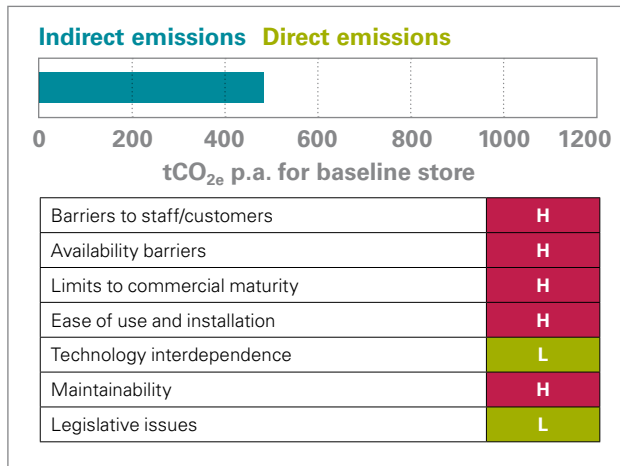 Indirect emissions Direct emissions
0 200 400 600 800 1000 1200
tCO2e p.a. for baseline store
Barriers to staff/customers H
Availability barriers H
Limits to commercial maturity H
Ease of use and installation H
Technology interdependence L
Maintainability H
Legislative issues L